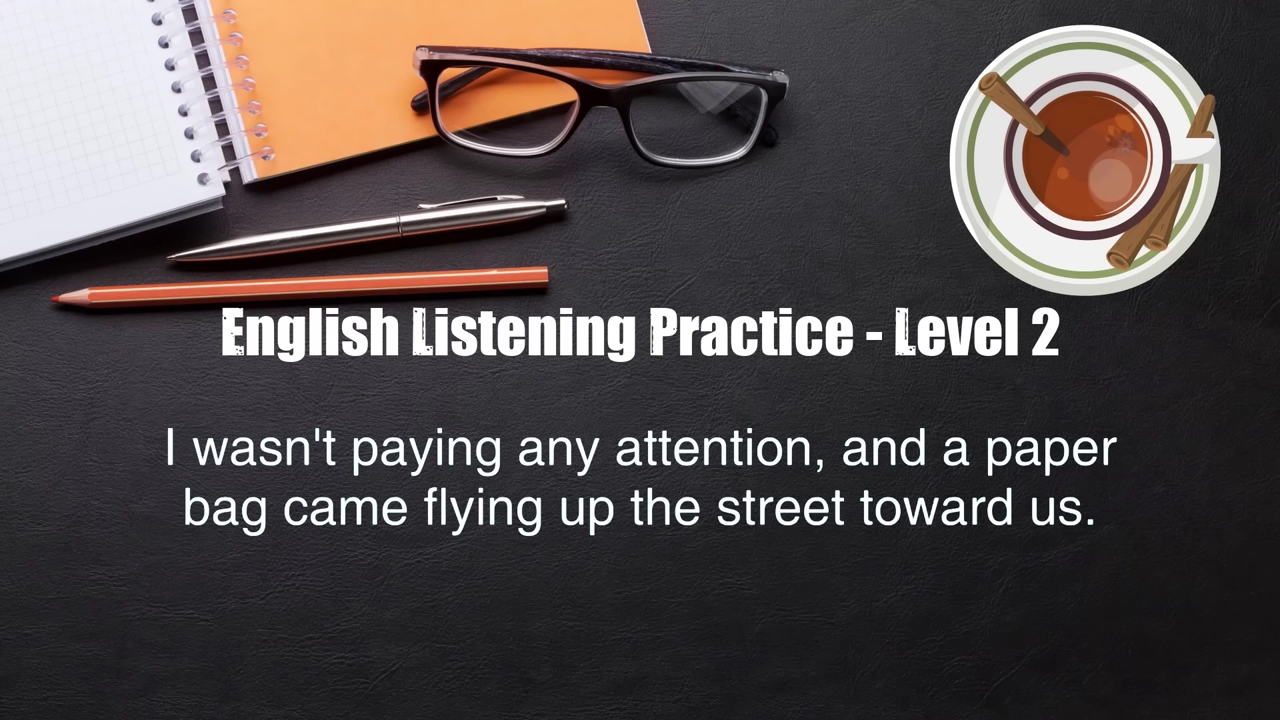 English Listening Practice - Level 2
I wasn't paying any attention, and a paper
bag came flying up the street toward us.